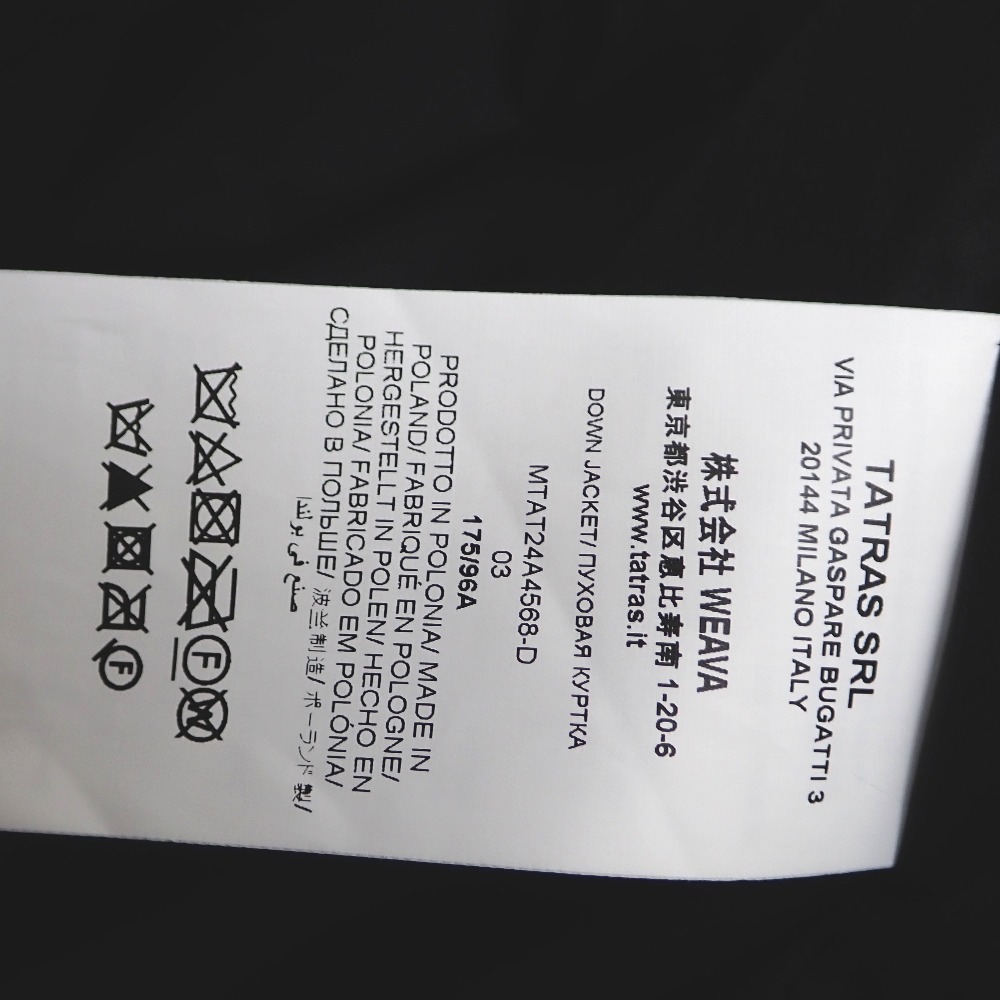 TATRAS SRL
VIA PRIVATA GASPARE BUGATTI 3
20144 MILANO ITALY
株式会社 WEAVA
東京都渋谷区恵比寿南 1-20-6
www.tatras.it
DOWN JACKET/ ПУХОВАЯ КУРТКА
MTAT24A4568-D
03
175/96A
PRODOTTO IN POLONIA/ MADE IN
POLAND/ FABRIQUÉ EN POLOGNE/
HERGESTELLT IN POLEN/ HECHO EN
POLONIA/ FABRICADO EM POLÓNIA/
СДЕЛАНО В ПОЛЬШЕ/ 波兰制造/ ポーランド製/
صنع في بولندا
F W
F